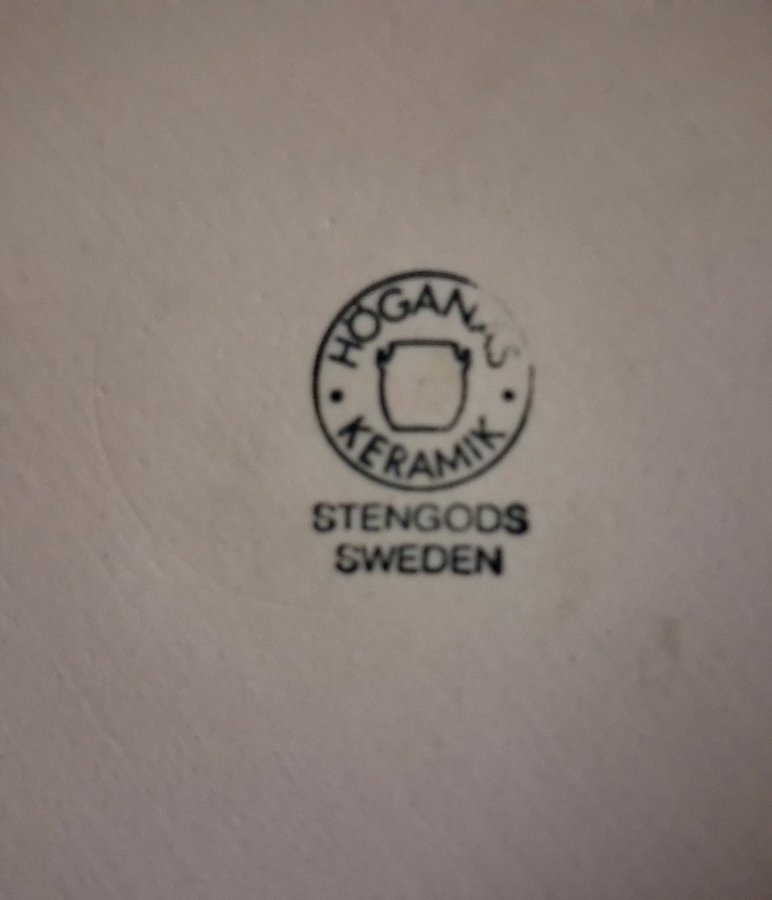 HÖGANÄS
KERAMIK
STENGODS
SWEDEN